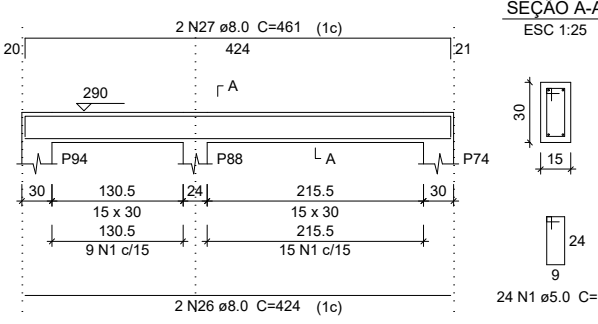 2 N27 ø8.0 C=461 (1c)
SEÇÃO A-A
ESC 1:25
20
424
21
290
A
30
15
P94
P88
A
P74
30
130.5
24
215.5
30
15 x 30
15 x 30
130.5
215.5
9 N1 c/15
15 N1 c/15
24
9
24 N1 ø5.0 C=
2 N26 ø8.0 C=424 (1c)